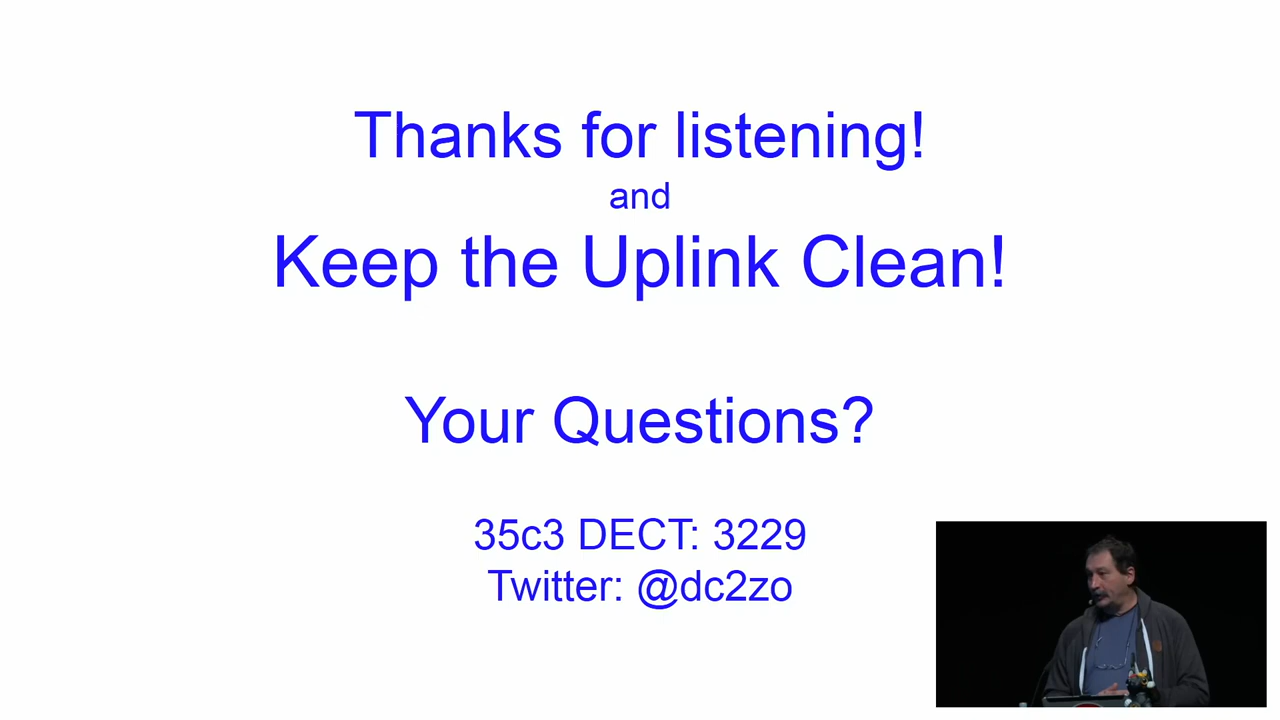 Thanks for listening!
and
Keep the Uplink Clean!
Your Questions?
35c3 DECT: 3229
Twitter: @dc2zo